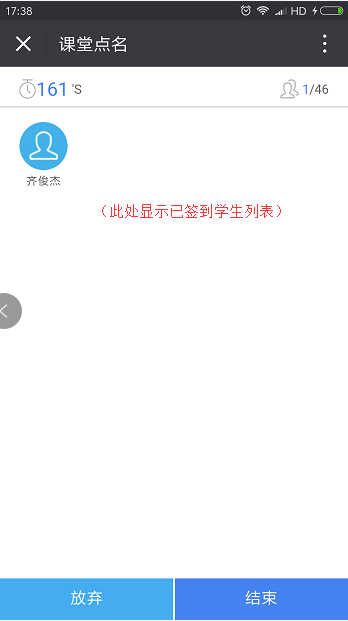 17:38 HD
课堂点名
161 'S 1/46
齐俊杰
（此处显示已签到学生列表）
放弃 结束